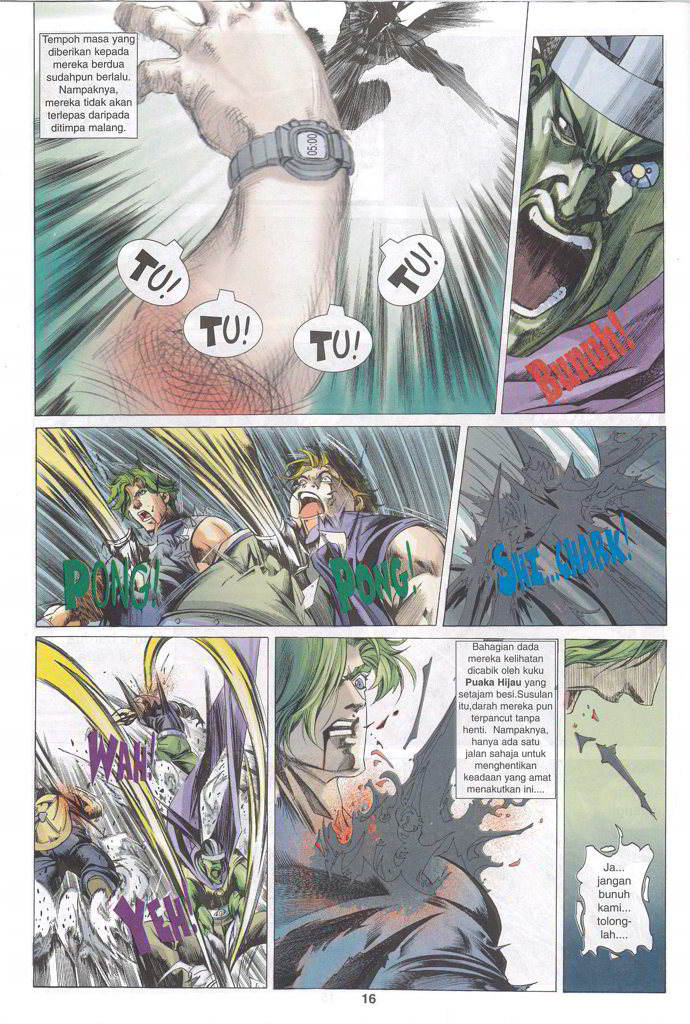 Tempoh masa yang
diberikan kepada
mereka berdua
sudahpun berlalu.
Nampaknya,
mereka tidak akan
terlepas daripada
ditimpa malang.
05:00
TU!
TU!
TU!
TU!
Bunuh!
PONG!
PONG!
SHI...CHARK!
WAH!
YEH!
Bahagian dada
mereka kelihatan
dicabik oleh kuku
Puaka Hijau yang
setajam besi.Susulan
itu,darah mereka pun
terpancut tanpa
henti. Nampaknya,
hanya ada satu
jalan sahaja untuk
menghentikan
keadaan yang amat
menakutkan ini....
Ja...
jangan
bunuh
kami...
tolong-
lah....
16